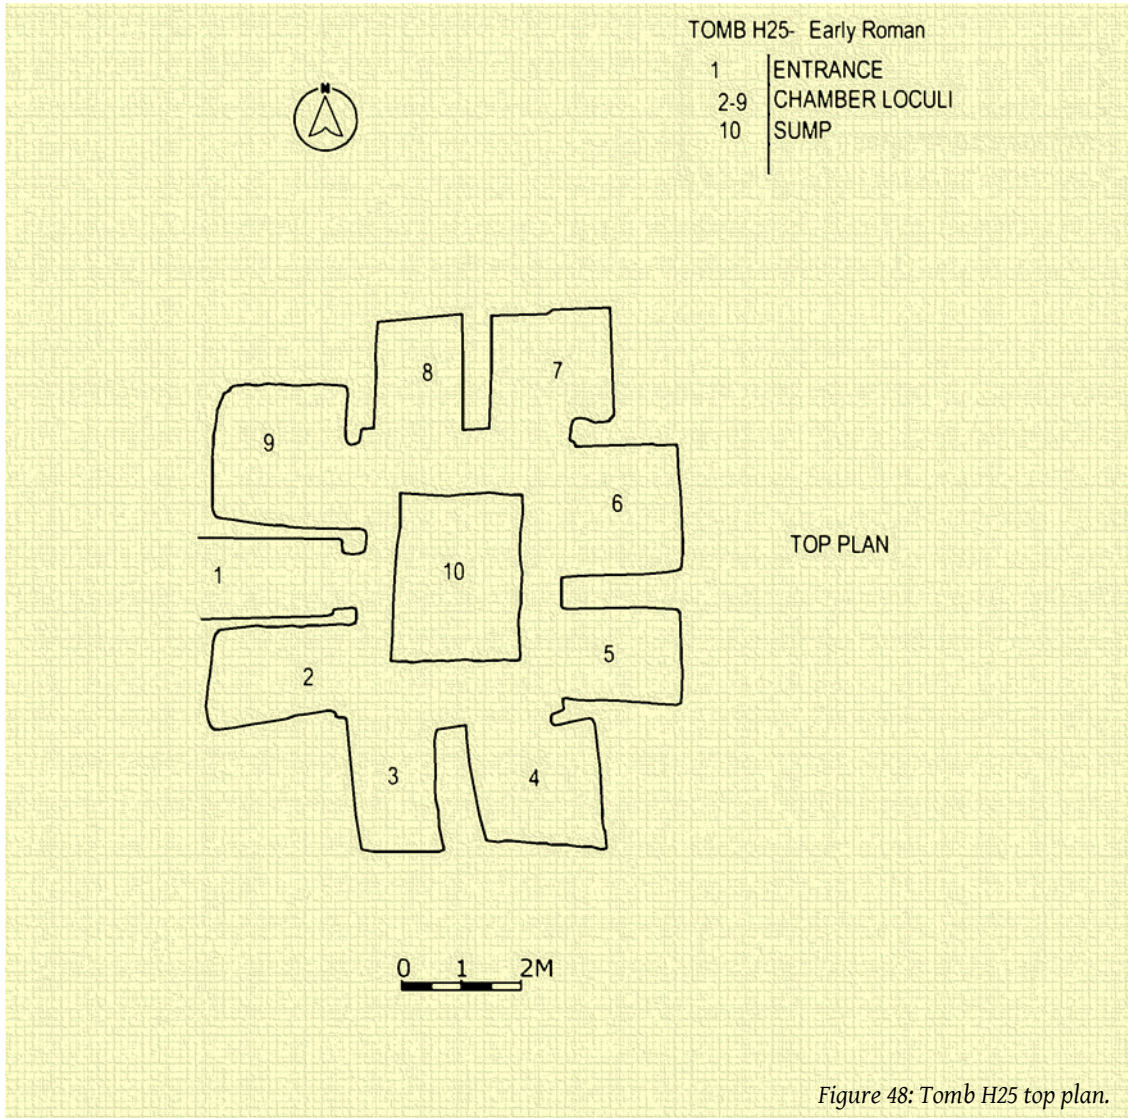 TOMB H25- Early Roman
1 ENTRANCE
2-9 CHAMBER LOCULI
10 SUMP
N
8
7
9
6
TOP PLAN
10
1
5
2
3
4
0 1 2M
Figure 48: Tomb H25 top plan.